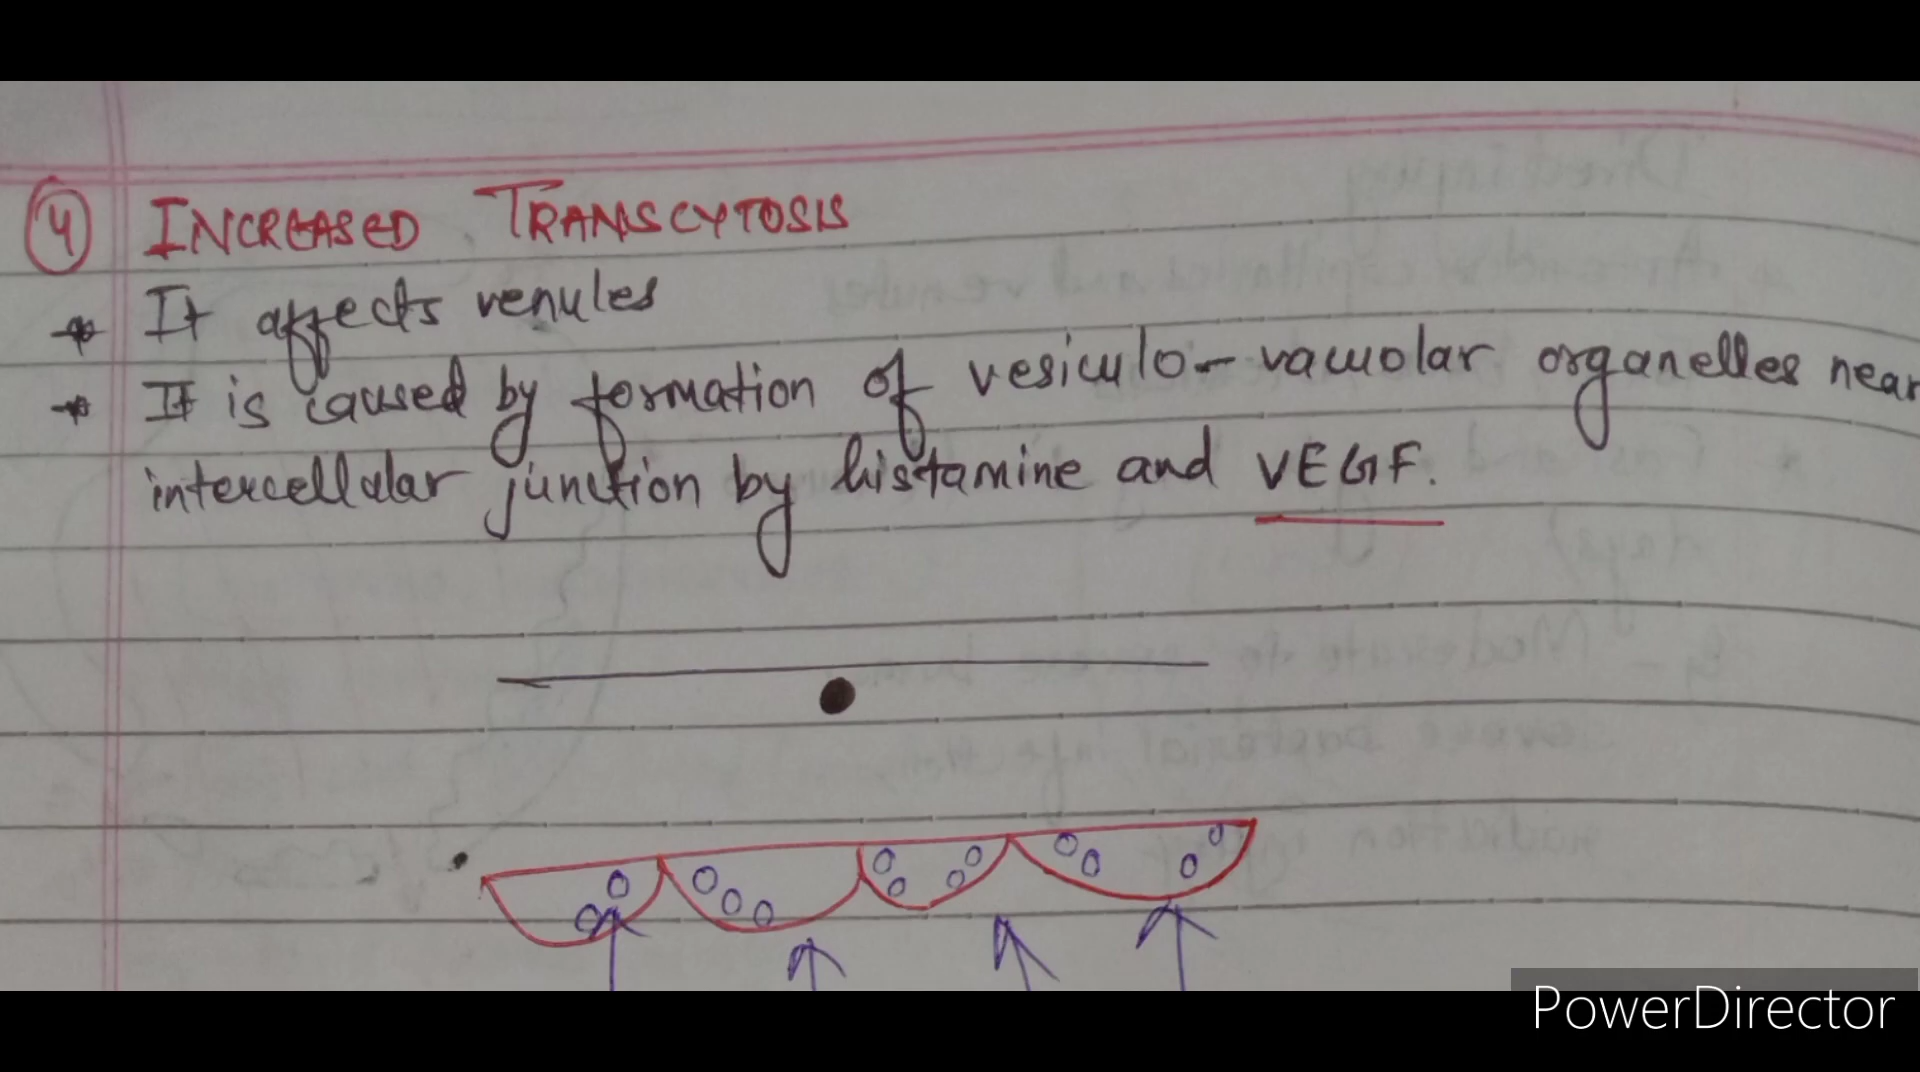 4 INCREASED TRANSCYTOSIS
It affects venules
It is caused by formation of vesiculo-vacuolar organelles near
intercellular junction by histamine and VEGF.
PowerDirector